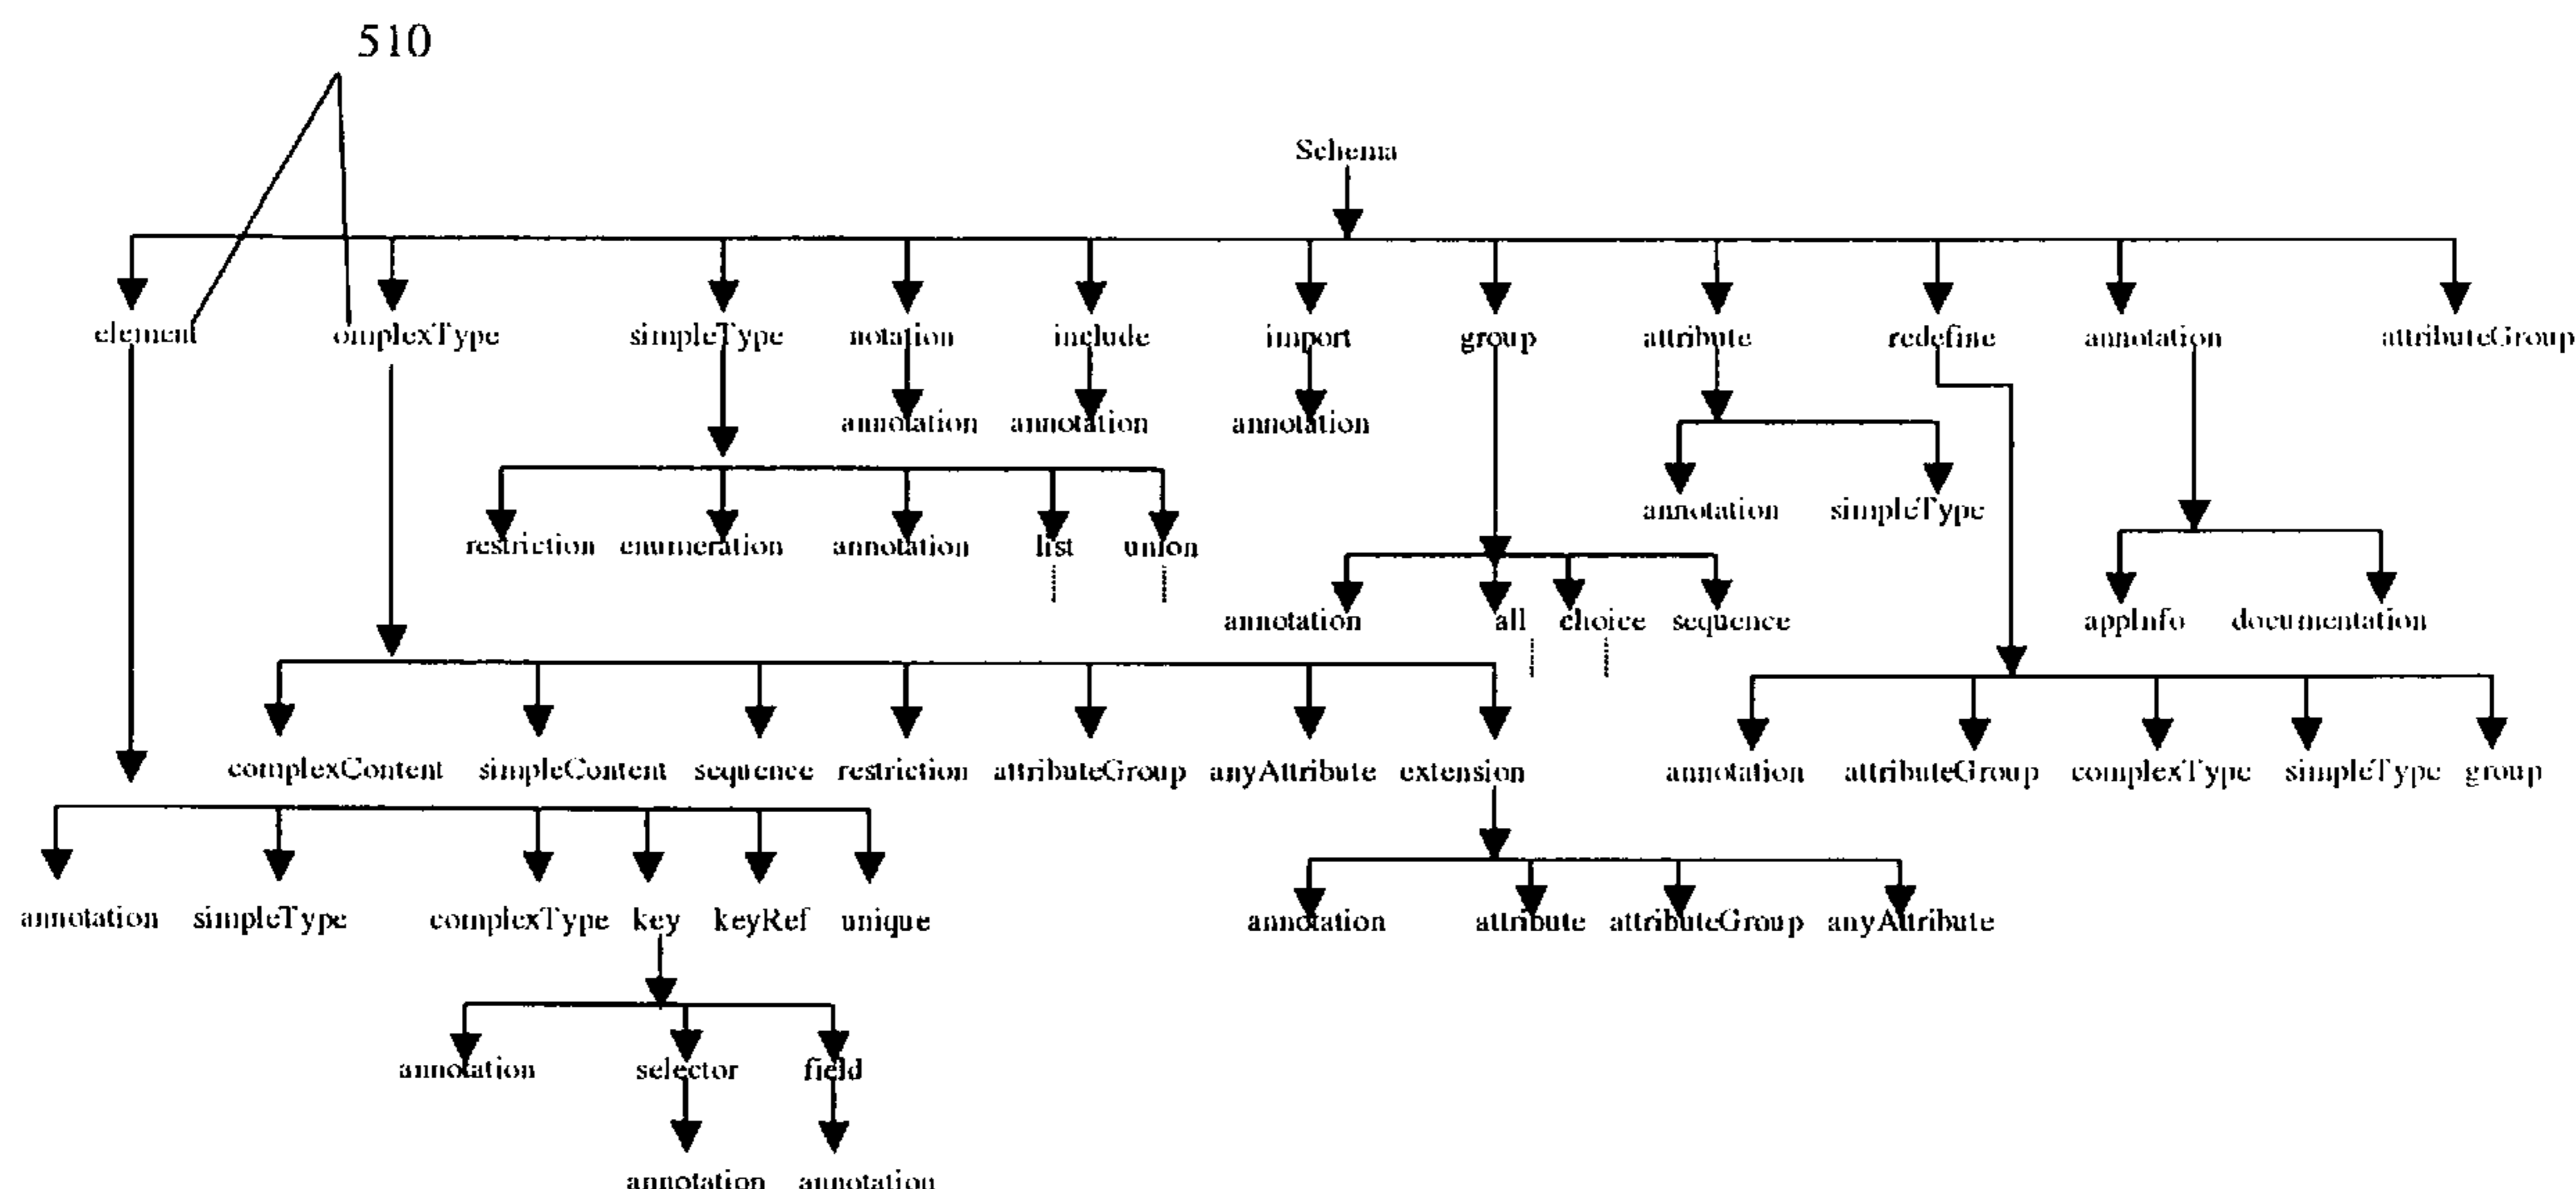 510
Schema
element omplexType simpleType notation include import group attribute redefine annotation attributeGroup
annotation annotation annotation
annotation simpleType
restriction enumeration annotation list union
annotation all choice sequence appInfo documentation
complexContent simpleContent sequence restriction attributeGroup anyAttribute extension annotation attributeGroup complexType simpleType group
annotation simpleType complexType key keyRef unique annotation attribute attributeGroup anyAttribute
annotation selector field
annotation annotation